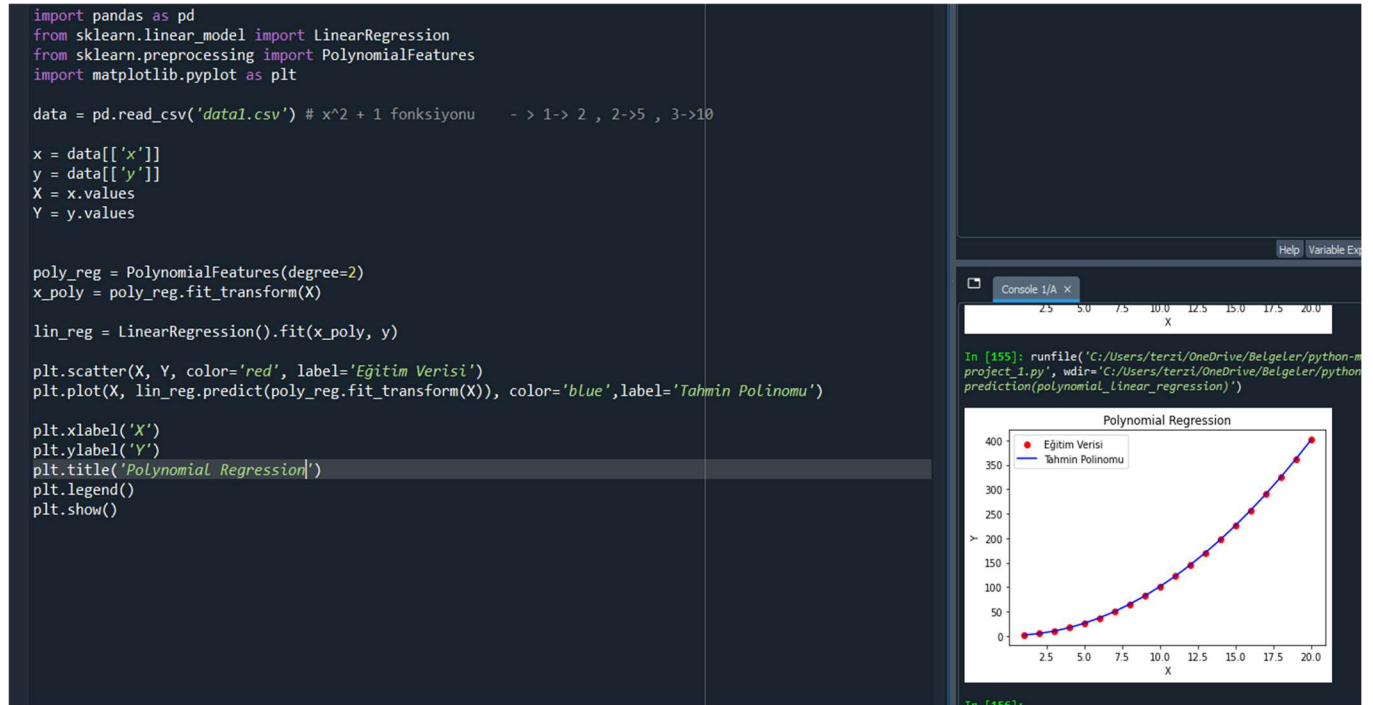 import pandas as pd
from sklearn.linear_model import LinearRegression
from sklearn.preprocessing import PolynomialFeatures
import matplotlib.pyplot as plt
data = pd.read_csv('data1.csv') # x^2 + 1 fonksiyonu    - > 1-> 2 , 2->5 , 3->10
x = data[['x']]
y = data[['y']]
X = x.values
Y = y.values
poly_reg = PolynomialFeatures(degree=2)
x_poly = poly_reg.fit_transform(X)
lin_reg = LinearRegression().fit(x_poly, y)
plt.scatter(X, Y, color='red', label='Eğitim Verisi')
plt.plot(X, lin_reg.predict(poly_reg.fit_transform(X)), color='blue',label='Tahmin Polinomu')
plt.xlabel('X')
plt.ylabel('Y')
plt.title('Polynomial Regression')
plt.legend()
plt.show()
Help Variable Exp
Console 1/A ×
2.5 5.0 7.5 10.0 12.5 15.0 17.5 20.0
X
In [155]: runfile('C:/Users/terzi/OneDrive/Belgeler/python-m
project_1.py', wdir='C:/Users/terzi/OneDrive/Belgeler/python
prediction(polynomial_linear_regression)')
Polynomial Regression
Eğitim Verisi
Tahmin Polinomu
400
350
300
250
200
150
100
50
0
Y
2.5 5.0 7.5 10.0 12.5 15.0 17.5 20.0
X
In [156]: